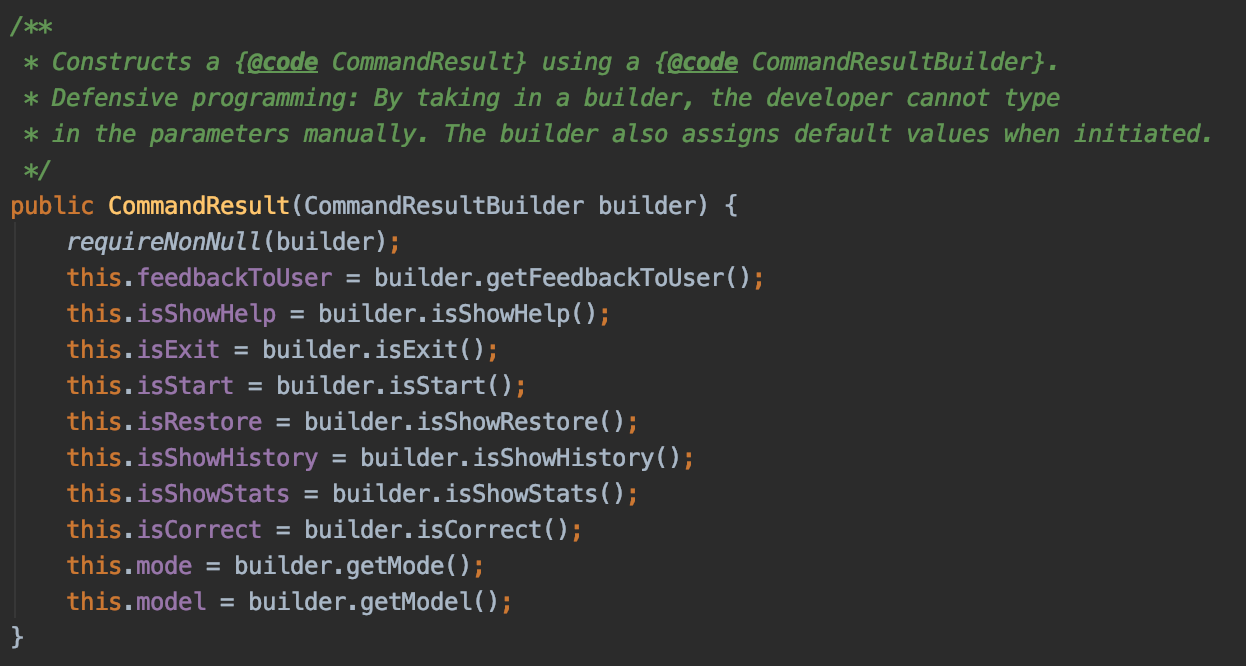 /**
 * Constructs a {@code CommandResult} using a {@code CommandResultBuilder}.
 * Defensive programming: By taking in a builder, the developer cannot type
 * in the parameters manually. The builder also assigns default values when initiated.
 */
public CommandResult(CommandResultBuilder builder) {
    requireNonNull(builder);
    this.feedbackToUser = builder.getFeedbackToUser();
    this.isShowHelp = builder.isShowHelp();
    this.isExit = builder.isExit();
    this.isStart = builder.isStart();
    this.isRestore = builder.isShowRestore();
    this.isShowHistory = builder.isShowHistory();
    this.isShowStats = builder.isShowStats();
    this.isCorrect = builder.isCorrect();
    this.mode = builder.getMode();
    this.model = builder.getModel();
}